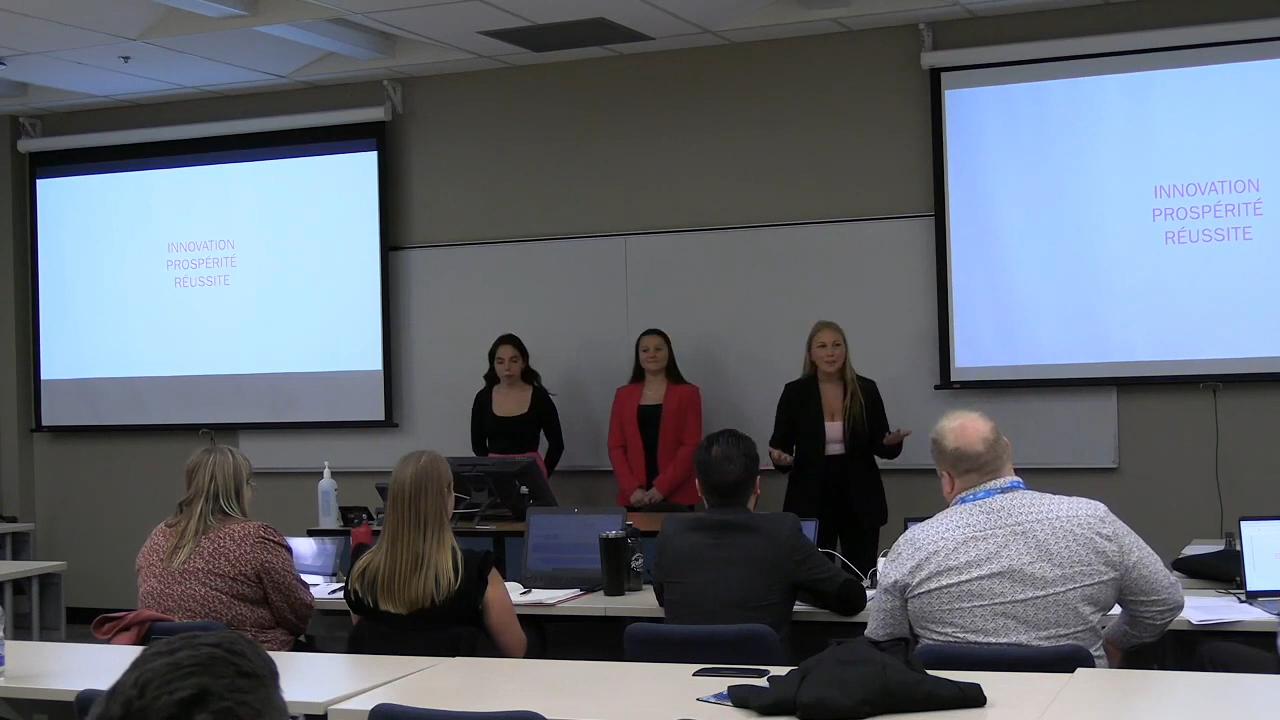 INNOVATION
PROSPÉRITÉ
RÉUSSITE
INNOVATION
PROSPÉRITÉ
RÉUSSITE